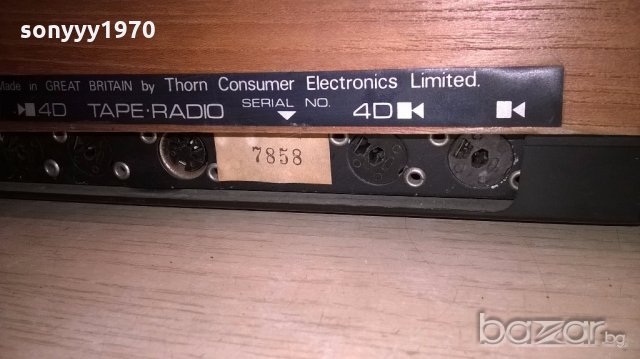 sonyyy1970
Made in GREAT BRITAIN by Thorn Consumer Electronics Limited.
4D TAPE·RADIO SERIAL NO. 4D
7858
bazar.bg